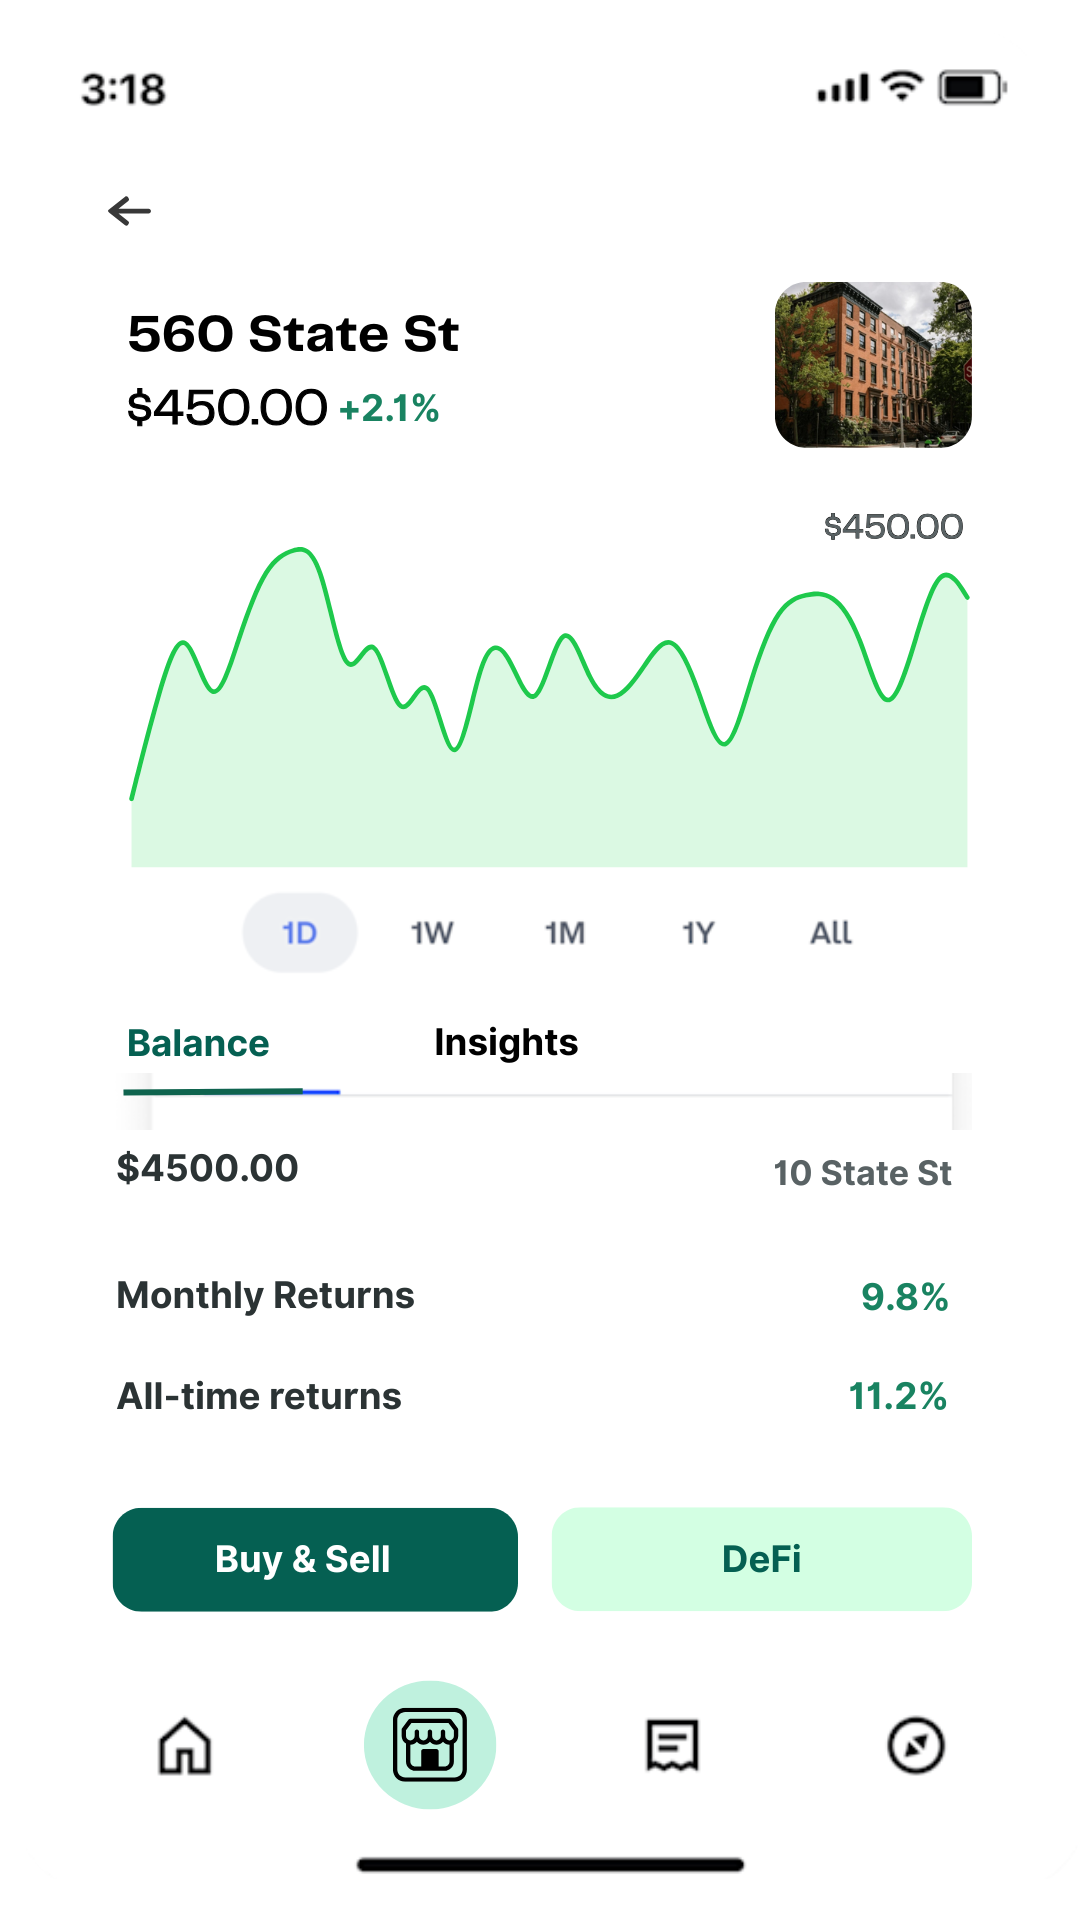 3:18
560 State St
$450.00 +2.1%
$450.00
1D 1W 1M 1Y All
Balance Insights
$4500.00 10 State St
Monthly Returns 9.8%
All-time returns 11.2%
Buy & Sell DeFi